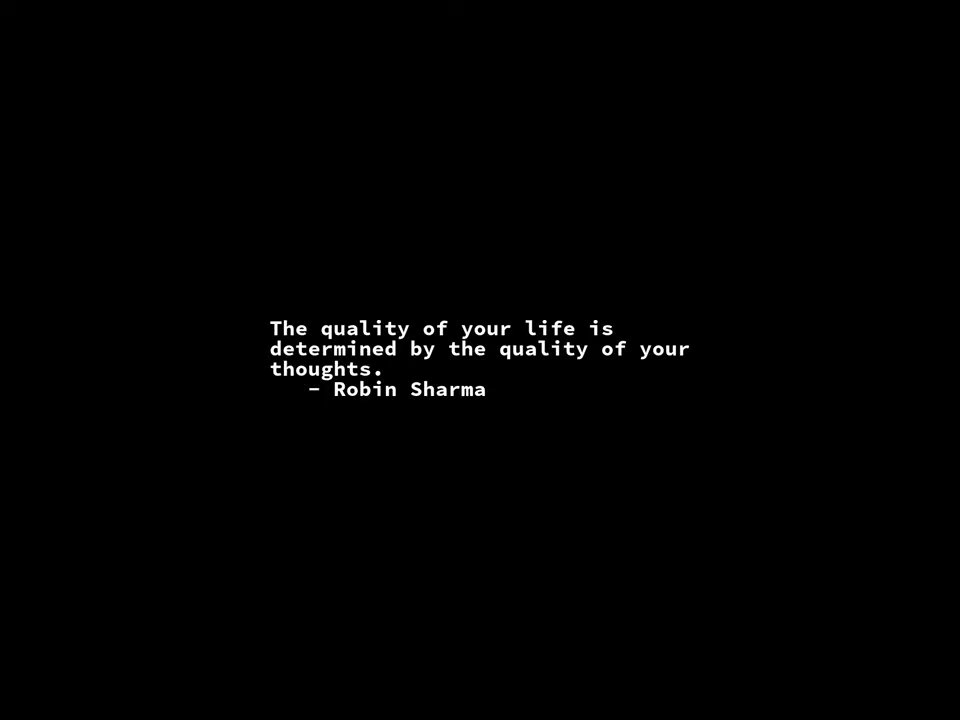 The quality of your life is
determined by the quality of your
thoughts.
– Robin Sharma